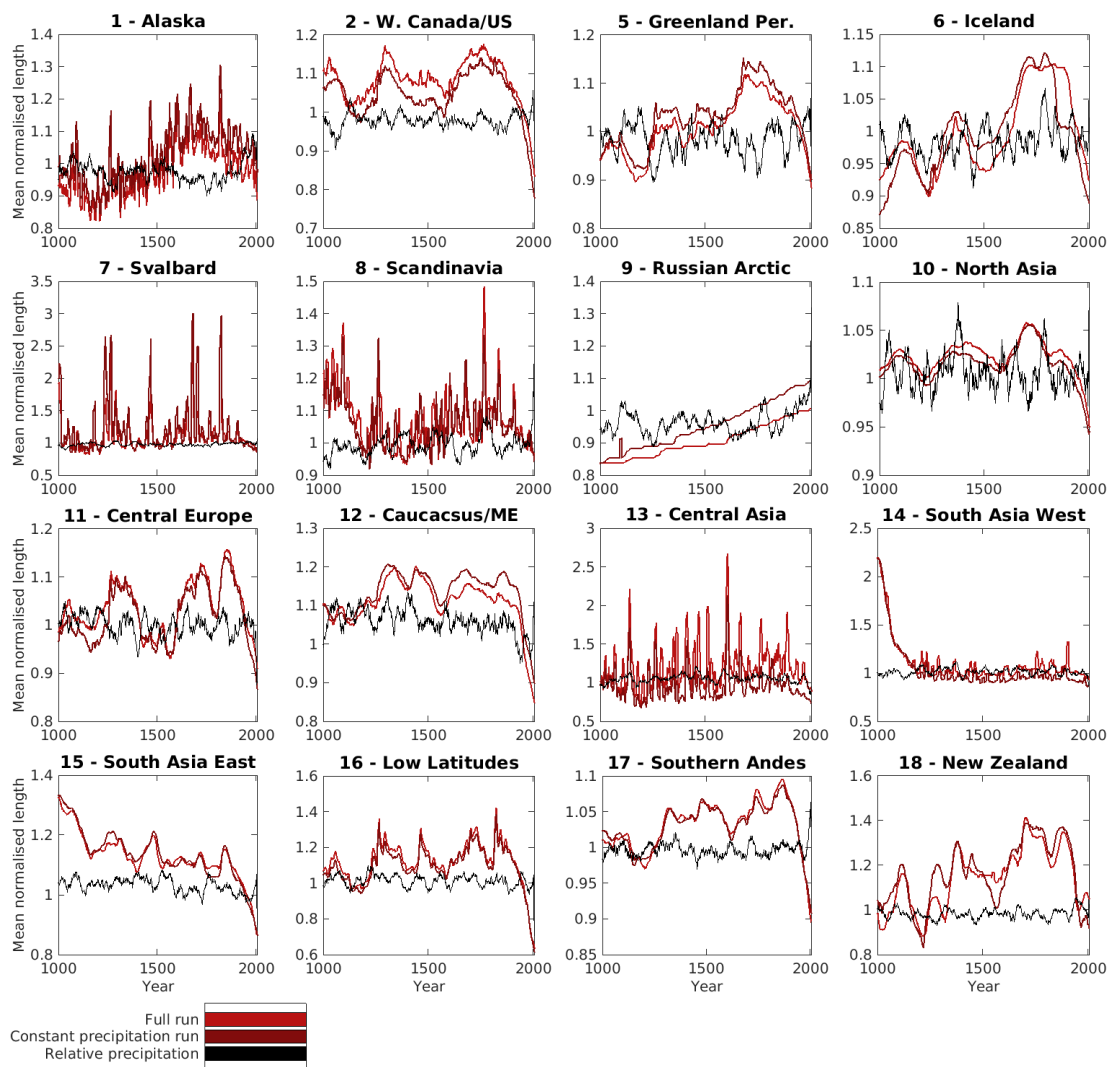 1 - Alaska
2 - W. Canada/US
5 - Greenland Per.
6 - Iceland
Mean normalised length
1.4
1.3
1.2
1.1
1
0.9
0.8
1000 1500 2000
1.2
1.1
1
0.9
0.8
0.7
1000 1500 2000
1.2
1.1
1
0.9
0.8
1000 1500 2000
1.15
1.1
1.05
1
0.95
0.9
0.85
1000 1500 2000
7 - Svalbard
8 - Scandinavia
9 - Russian Arctic
10 - North Asia
Mean normalised length
3.5
3
2.5
2
1.5
1
0.5
1000 1500 2000
1.5
1.4
1.3
1.2
1.1
1
0.9
1000 1500 2000
1.4
1.3
1.2
1.1
1
0.9
0.8
1000 1500 2000
1.1
1.05
1
0.95
0.9
1000 1500 2000
11 - Central Europe
12 - Caucacsus/ME
13 - Central Asia
14 - South Asia West
Mean normalised length
1.2
1.1
1
0.9
0.8
1000 1500 2000
1.3
1.2
1.1
1
0.9
0.8
1000 1500 2000
3
2.5
2
1.5
1
0.5
1000 1500 2000
2.5
2
1.5
1
0.5
1000 1500 2000
15 - South Asia East
16 - Low Latitudes
17 - Southern Andes
18 - New Zealand
Mean normalised length
1.4
1.2
1
0.8
1000 1500 2000
Year
1.6
1.4
1.2
1
0.8
0.6
1000 1500 2000
Year
1.1
1.05
1
0.95
0.9
0.85
1000 1500 2000
Year
1.6
1.4
1.2
1
0.8
1000 1500 2000
Year
Full run
Constant precipitation run
Relative precipitation